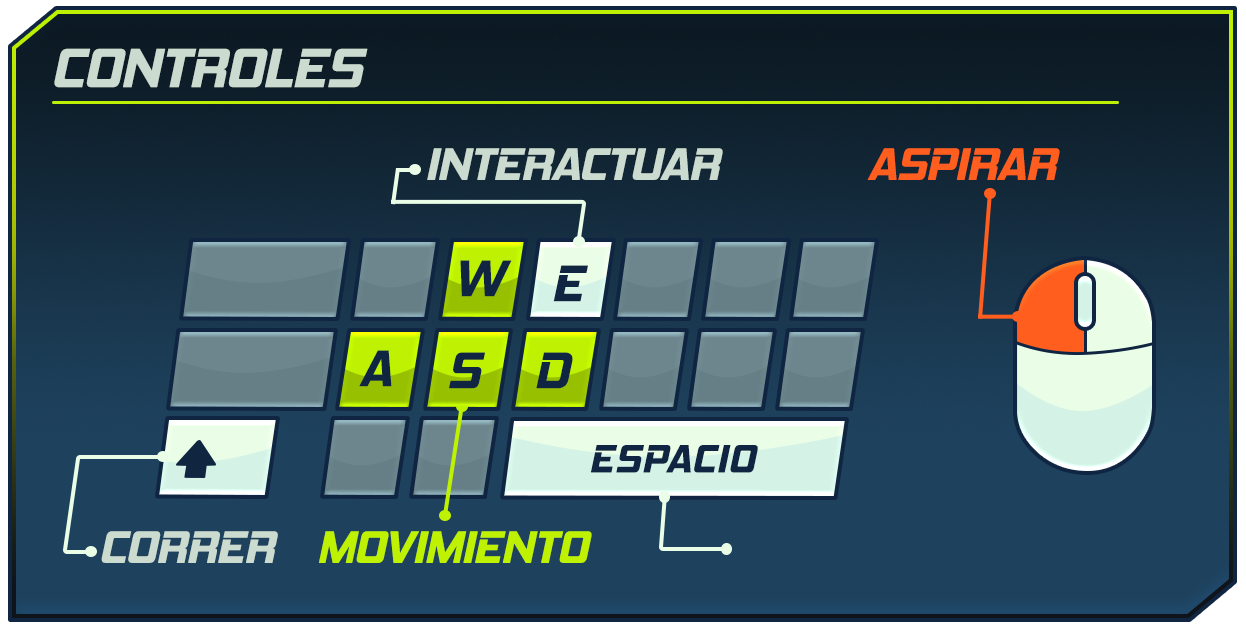 CONTROLES
INTERACTUAR
ASPIRAR
W E
A S D
ESPACIO
CORRER
MOVIMIENTO